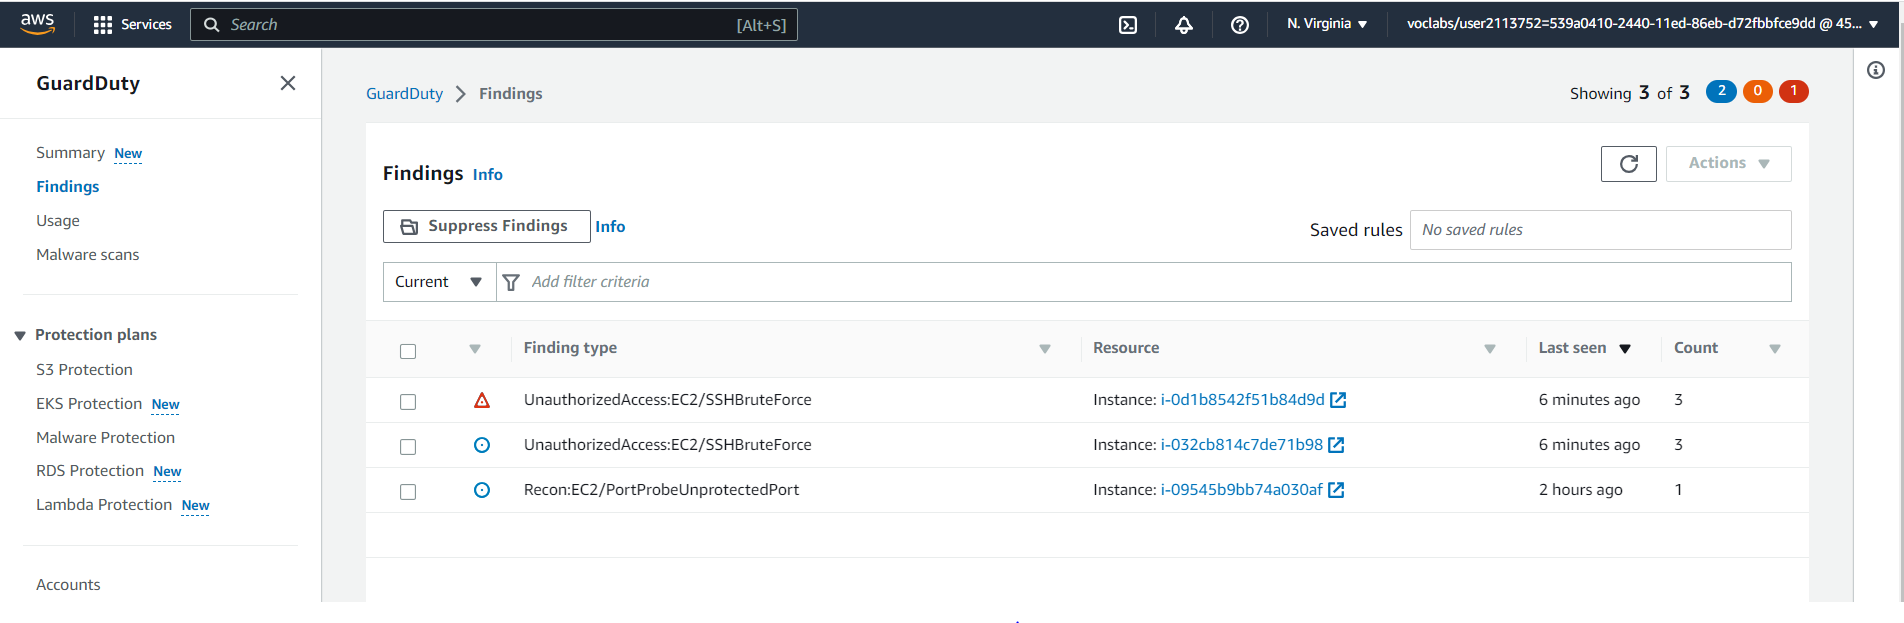 aws Services Search [Alt+S] N. Virginia voclabs/user2113752=539a0410-2440-11ed-86eb-d72fbbfce9dd @ 45...
GuardDuty
Summary New
Findings
Usage
Malware scans
Protection plans
S3 Protection
EKS Protection New
Malware Protection
RDS Protection New
Lambda Protection New
Accounts
GuardDuty Findings
Showing 3 of 3 2 0 1
Findings Info
Actions
Suppress Findings Info
Saved rules No saved rules
Current Add filter criteria
Finding type Resource Last seen Count
UnauthorizedAccess:EC2/SSHBruteForce Instance: i-0d1b8542f51b84d9d 6 minutes ago 3
UnauthorizedAccess:EC2/SSHBruteForce Instance: i-032cb814c7de71b98 6 minutes ago 3
Recon:EC2/PortProbeUnprotectedPort Instance: i-09545b9bb74a030af 2 hours ago 1